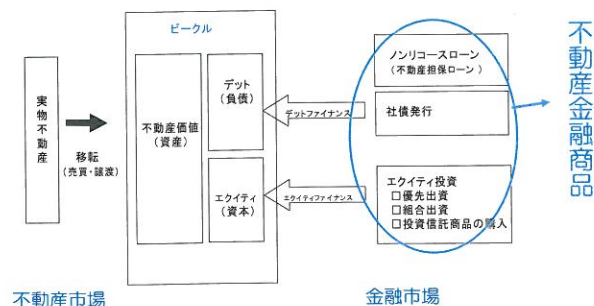 ビークル
実物不動産
移転
(売買・譲渡)
不動産価値
(資産)
デット
(負債)
エクイティ
(資本)
デットファイナンス
エクイティファイナンス
ノンリコースローン
(不動産担保ローン)
社債発行
エクイティ投資
□優先出資
□組合出資
□投資信託商品の購入
不動産金融商品
不動産市場
金融市場